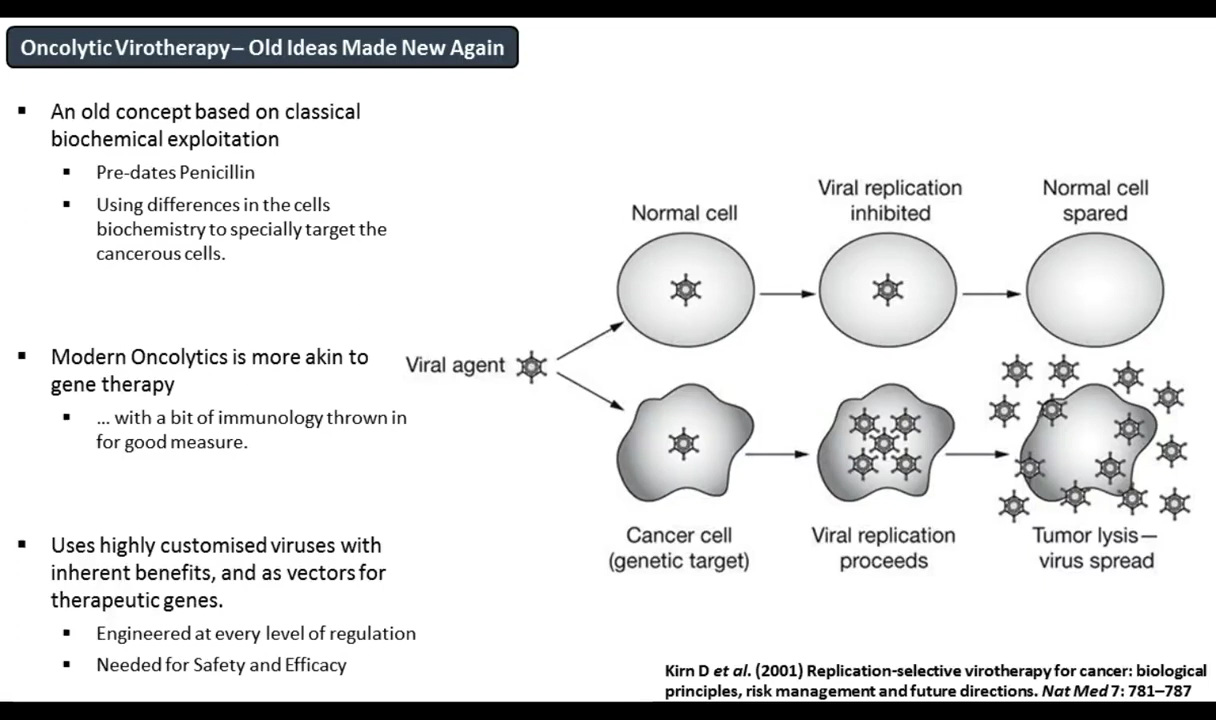 Oncolytic Virotherapy – Old Ideas Made New Again
▪ An old concept based on classical
biochemical exploitation
▪ Pre-dates Penicillin
▪ Using differences in the cells
biochemistry to specially target the
cancerous cells.
▪ Modern Oncolytics is more akin to
gene therapy
▪ ... with a bit of immunology thrown in
for good measure.
▪ Uses highly customised viruses with
inherent benefits, and as vectors for
therapeutic genes.
▪ Engineered at every level of regulation
▪ Needed for Safety and Efficacy
Viral agent
Normal cell
Viral replication
inhibited
Normal cell
spared
Cancer cell
(genetic target)
Viral replication
proceeds
Tumor lysis—
virus spread
Kirn D et al. (2001) Replication-selective virotherapy for cancer: biological
principles, risk management and future directions. Nat Med 7: 781–787